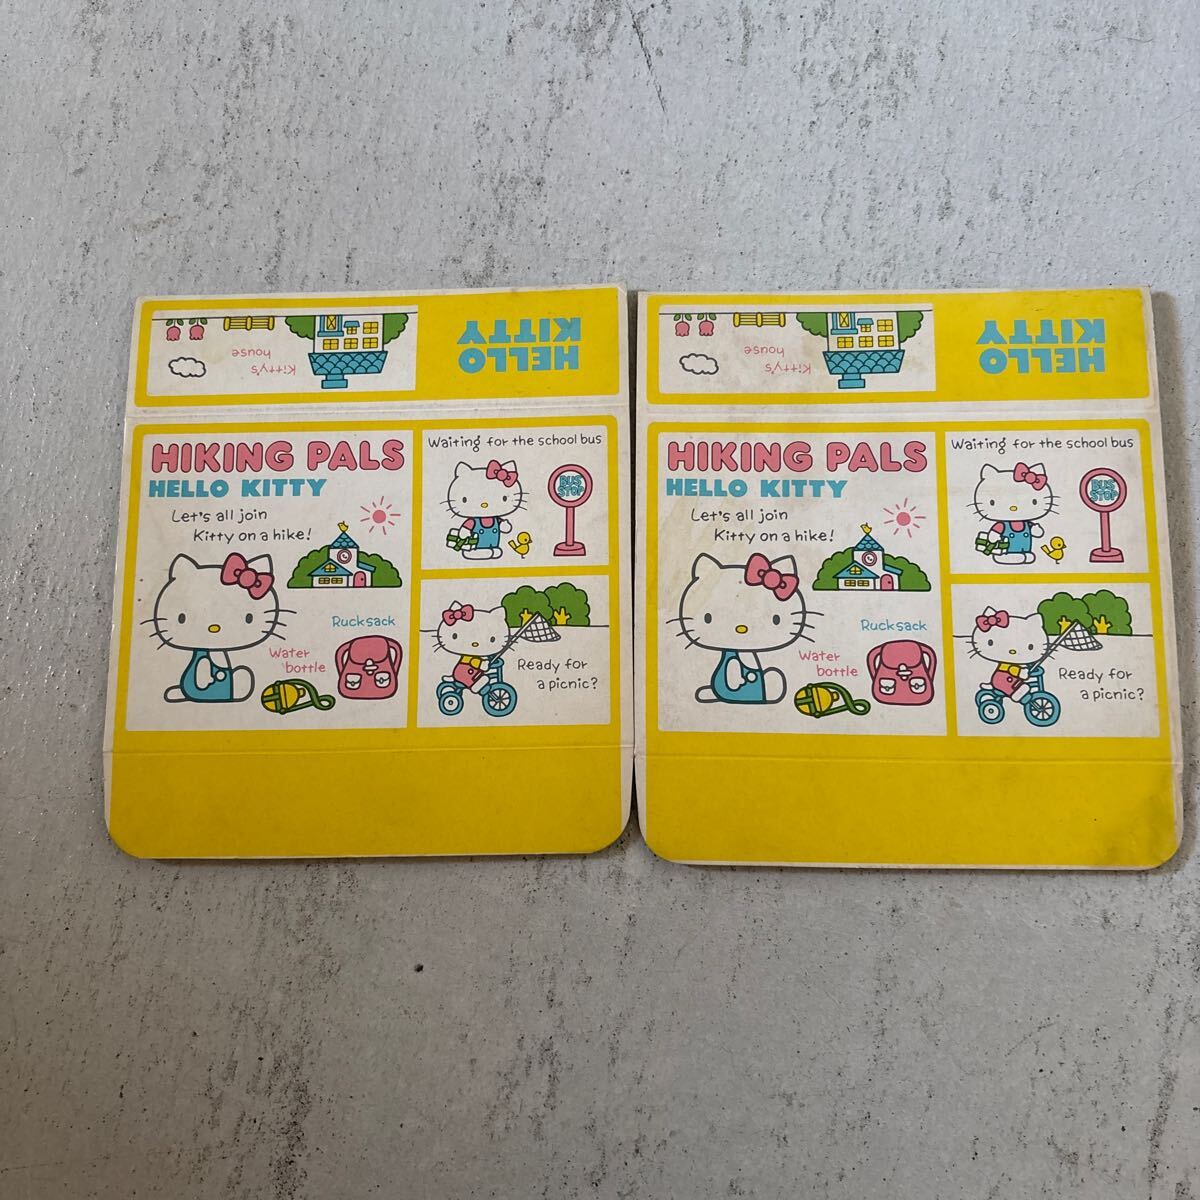 HELLO
KITTY
Kitty's
house
HIKING PALS
HELLO KITTY
Let's all join
Kitty on a hike!
Rucksack
Water
bottle
Waiting for the school bus
BUS
STOP
Ready for
a picnic?
HELLO
KITTY
Kitty's
house
HIKING PALS
HELLO KITTY
Let's all join
Kitty on a hike!
Rucksack
Water
bottle
Waiting for the school bus
BUS
STOP
Ready for
a picnic?